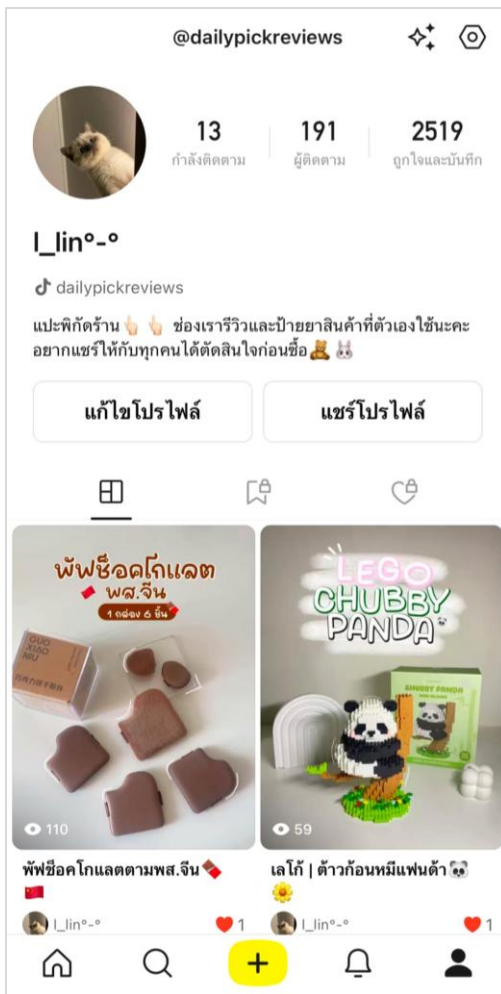 @dailypickreviews
13
กำลังติดตาม
191
ผู้ติดตาม
2519
ถูกใจและบันทึก
l_lin°-°
dailypickreviews
แปะพิกัดร้าน👆🏻 👆🏻 ช่องเรารีวิวและป้ายยาสินค้าที่ตัวเองใช้นะคะ
อยากแชร์ให้กับทุกคนได้ตัดสินใจก่อนซื้อ🧸🐰
แก้ไขโปรไฟล์
แชร์โปรไฟล์
พัฟช็อคโกแลต
พส.จีน
1 กล่อง 6 ชิ้น
GUO
XIAO
NIU
110
LEGO
CHUBBY
PANDA
CHUBBY PANDA
59
พัฟช็อคโกแลตตามพส.จีน🍫
🇨🇳
l_lin°-°
❤️ 1
เลโก้ | ต้าวก้อนหมีแฟนด้า🐼
🌼
l_lin°-°
❤️ 1